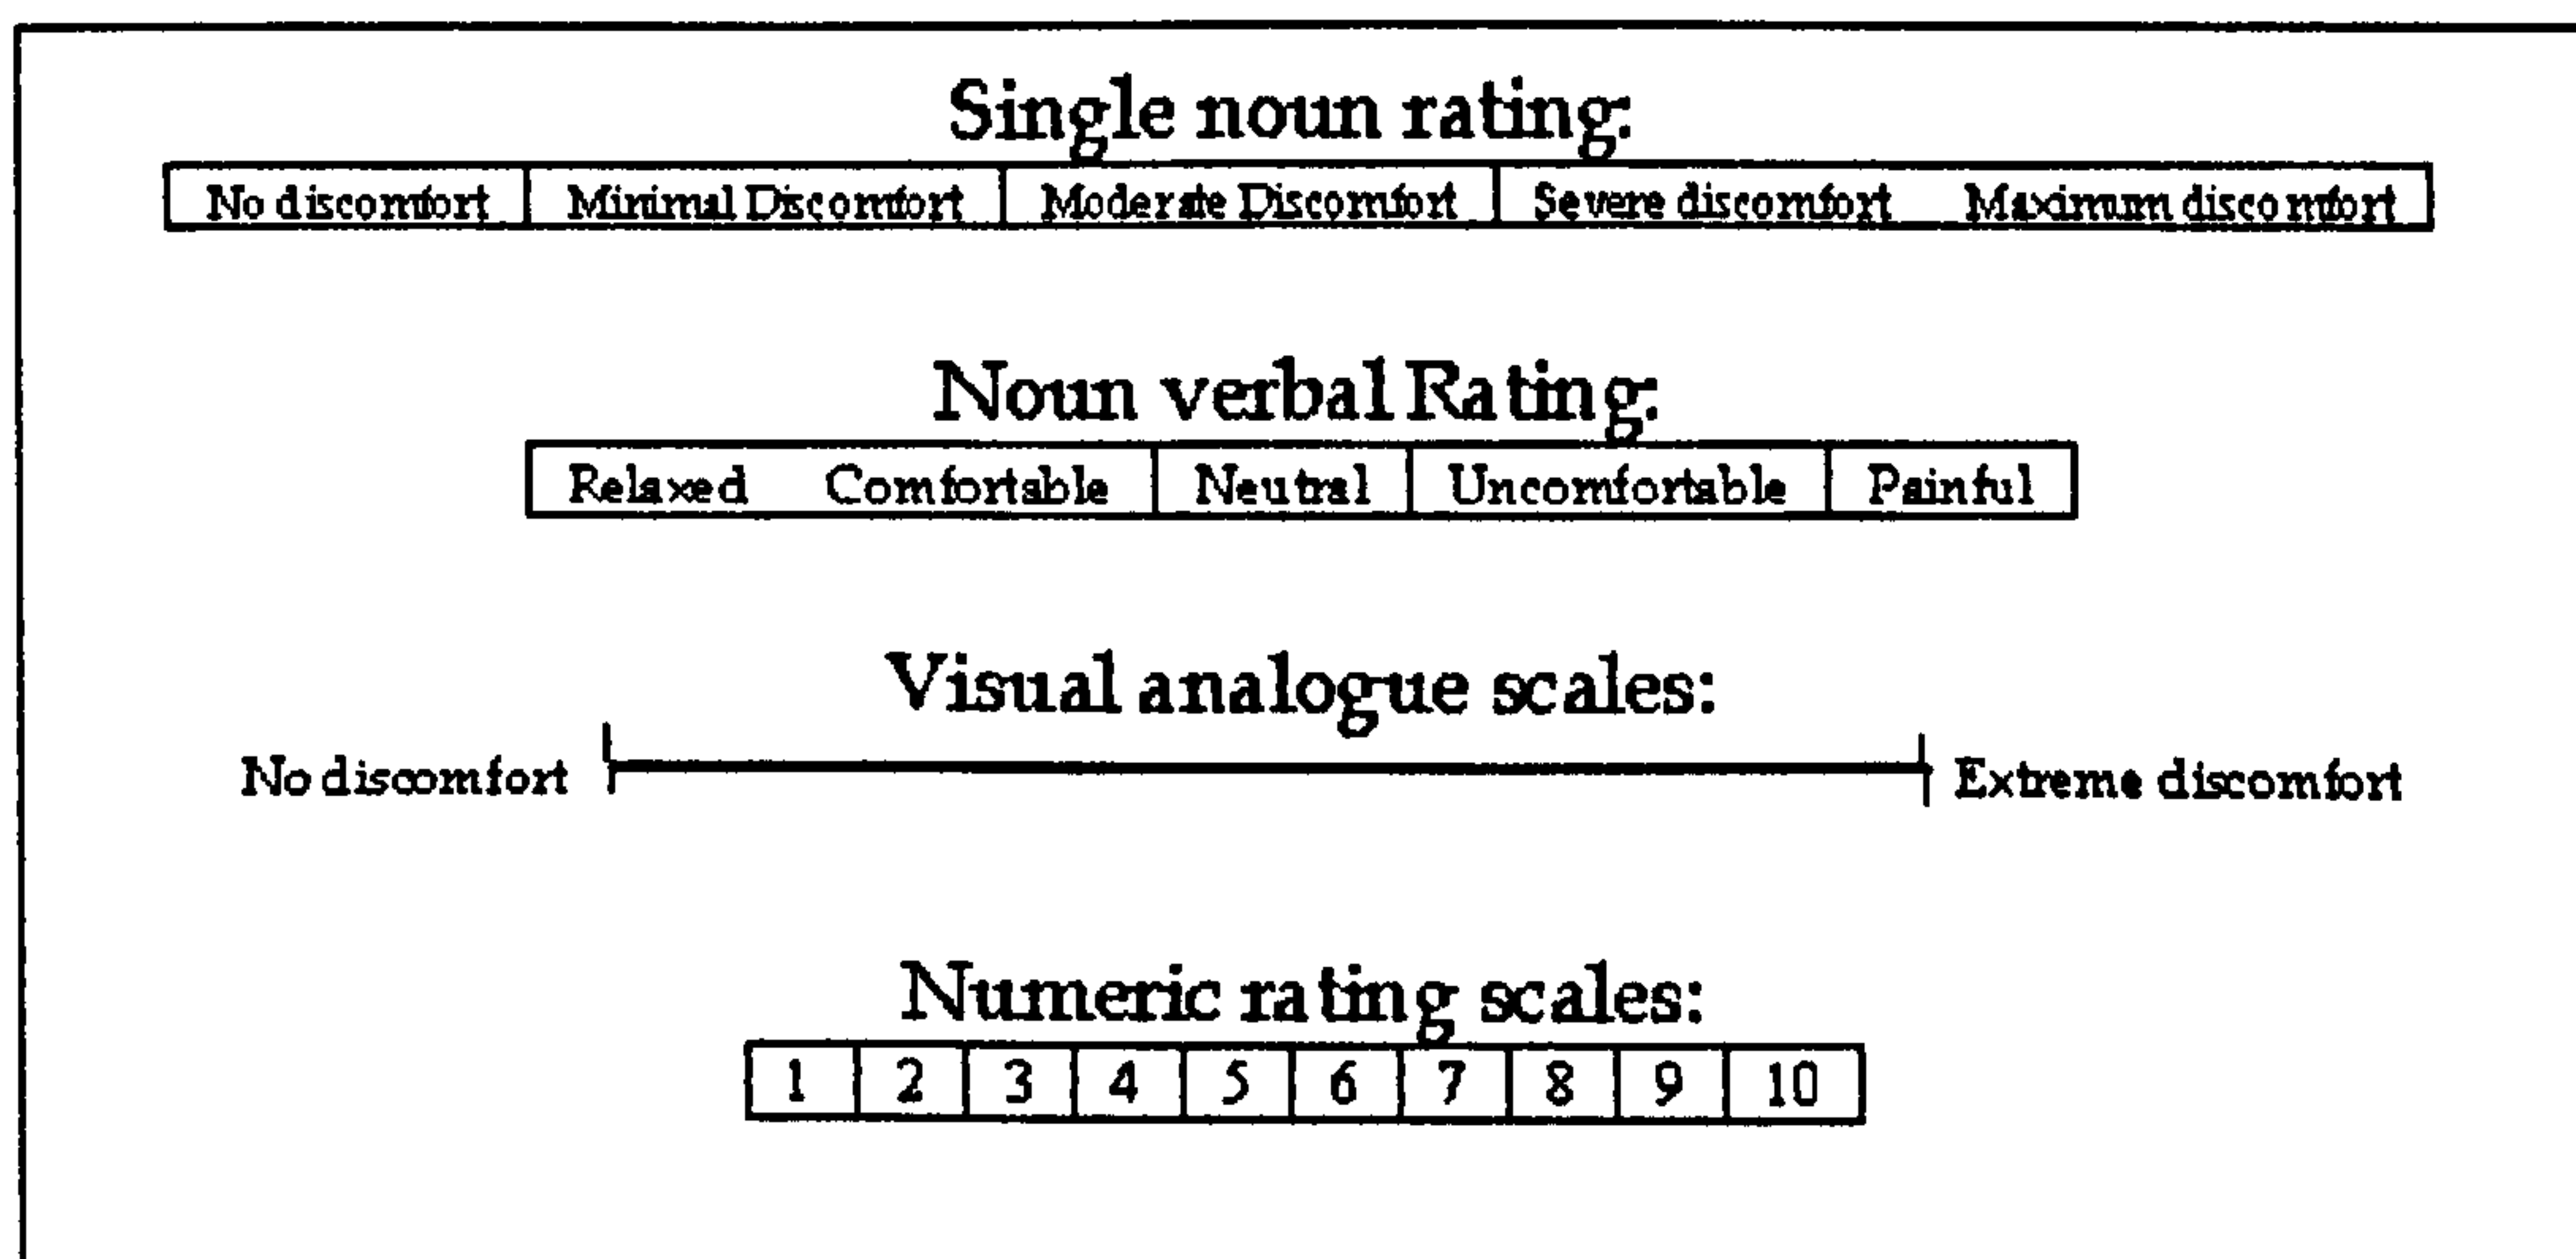 Single noun rating:
No discomfort Minimal Discomfort Moderate Discomfort Severe discomfort Maximum discomfort
Noun verbal Rating:
Relaxed Comfortable Neutral Uncomfortable Painful
Visual analogue scales:
No discomfort Extreme discomfort
Numeric rating scales:
1 2 3 4 5 6 7 8 9 10